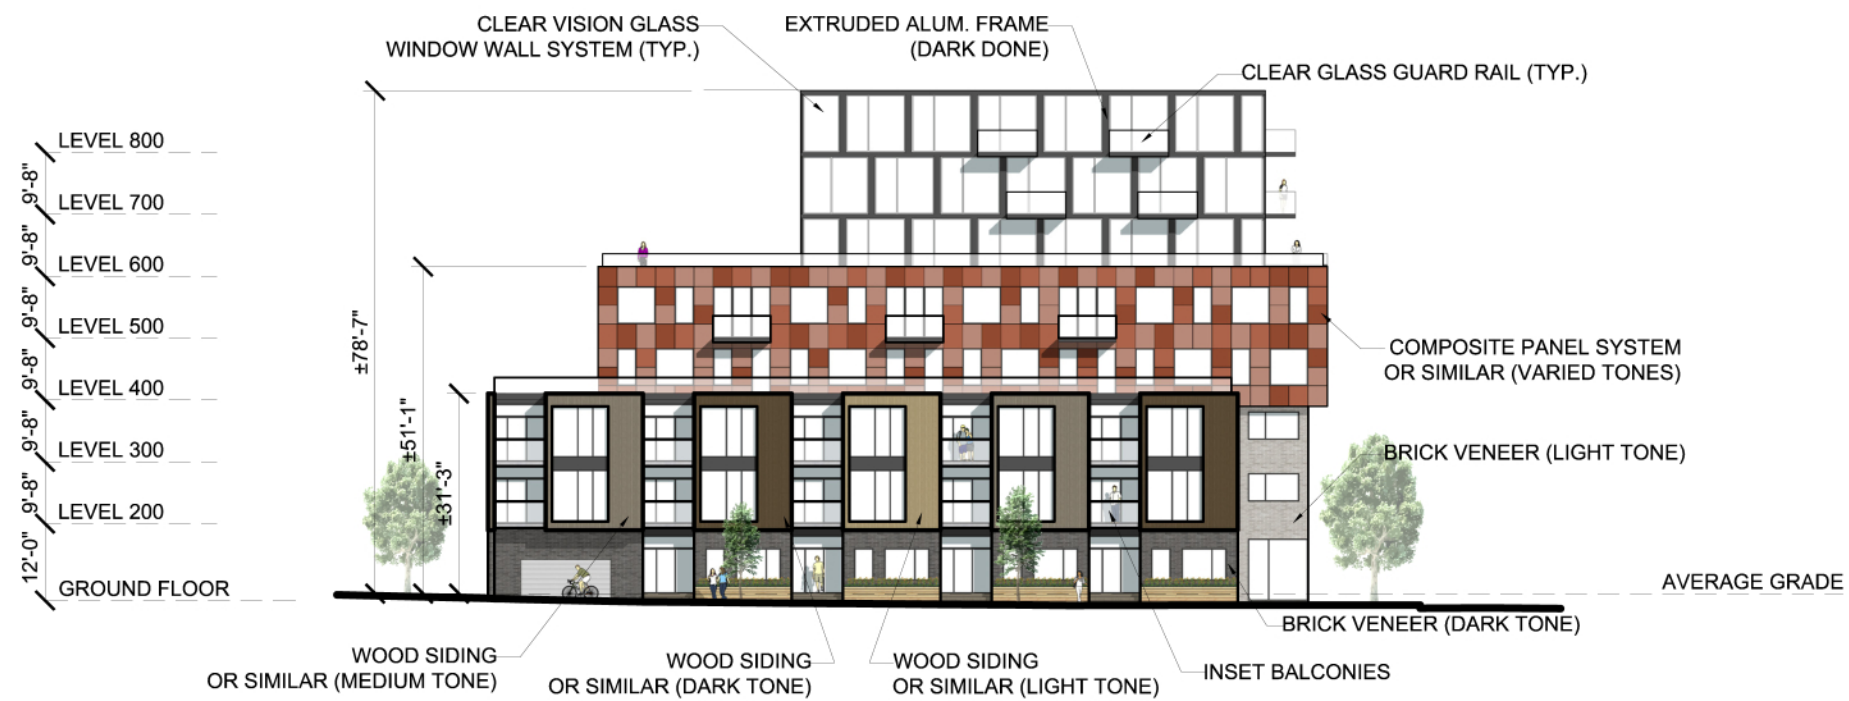 CLEAR VISION GLASS
WINDOW WALL SYSTEM (TYP.)
EXTRUDED ALUM. FRAME
(DARK DONE)
CLEAR GLASS GUARD RAIL (TYP.)
LEVEL 800
9'-8"
LEVEL 700
9'-8"
LEVEL 600
9'-8"
LEVEL 500
9'-8"
LEVEL 400
9'-8"
LEVEL 300
9'-8"
LEVEL 200
12'-0"
GROUND FLOOR
±78'-7"
±51'-1"
±31'-3"
COMPOSITE PANEL SYSTEM
OR SIMILAR (VARIED TONES)
BRICK VENEER (LIGHT TONE)
AVERAGE GRADE
BRICK VENEER (DARK TONE)
INSET BALCONIES
WOOD SIDING
OR SIMILAR (MEDIUM TONE)
WOOD SIDING
OR SIMILAR (DARK TONE)
WOOD SIDING
OR SIMILAR (LIGHT TONE)